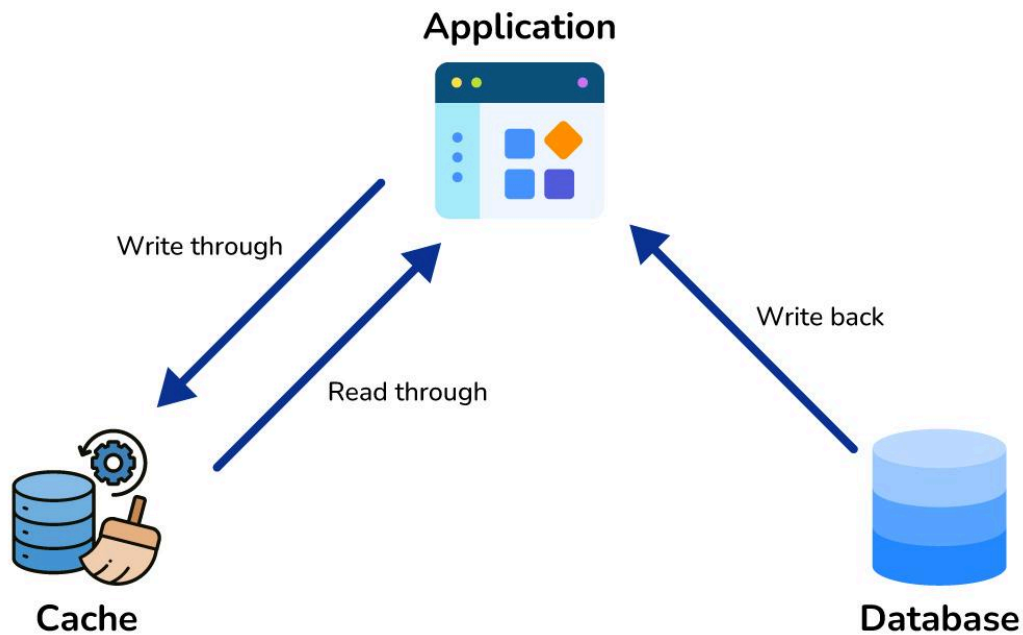 Application
Write through
Write back
Read through
Cache
Database